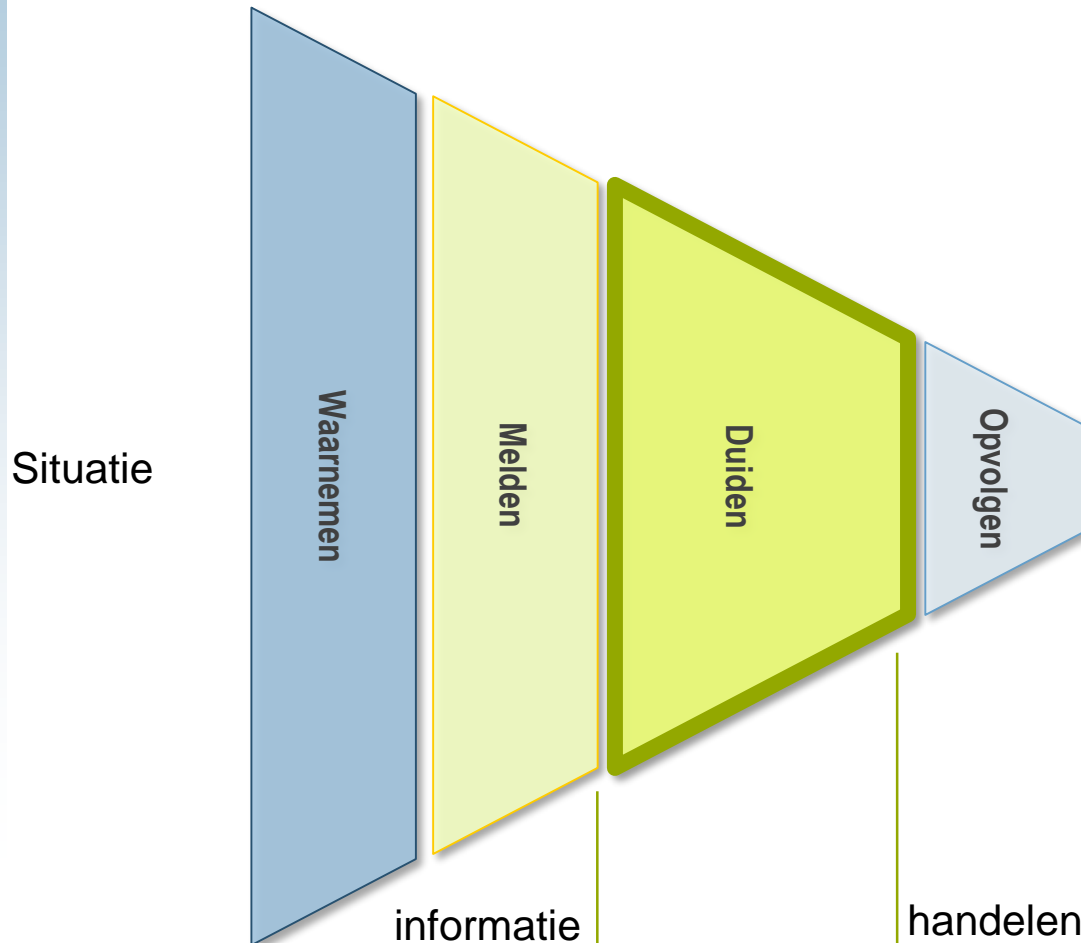 Situatie
Waarnemen
Melden
Duiden
Opvolgen
informatie
handelen